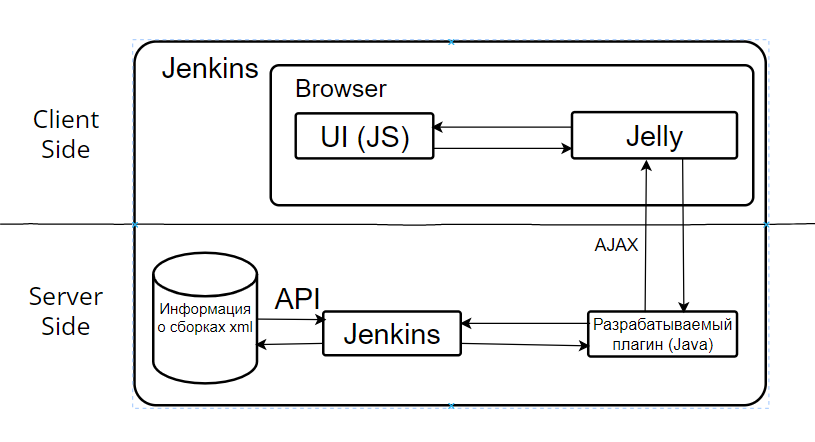 Jenkins
Browser
Client
Side
UI (JS)
Jelly
AJAX
Server
Side
Информация
о сборках xml
API
Jenkins
Разрабатываемый
плагин (Java)